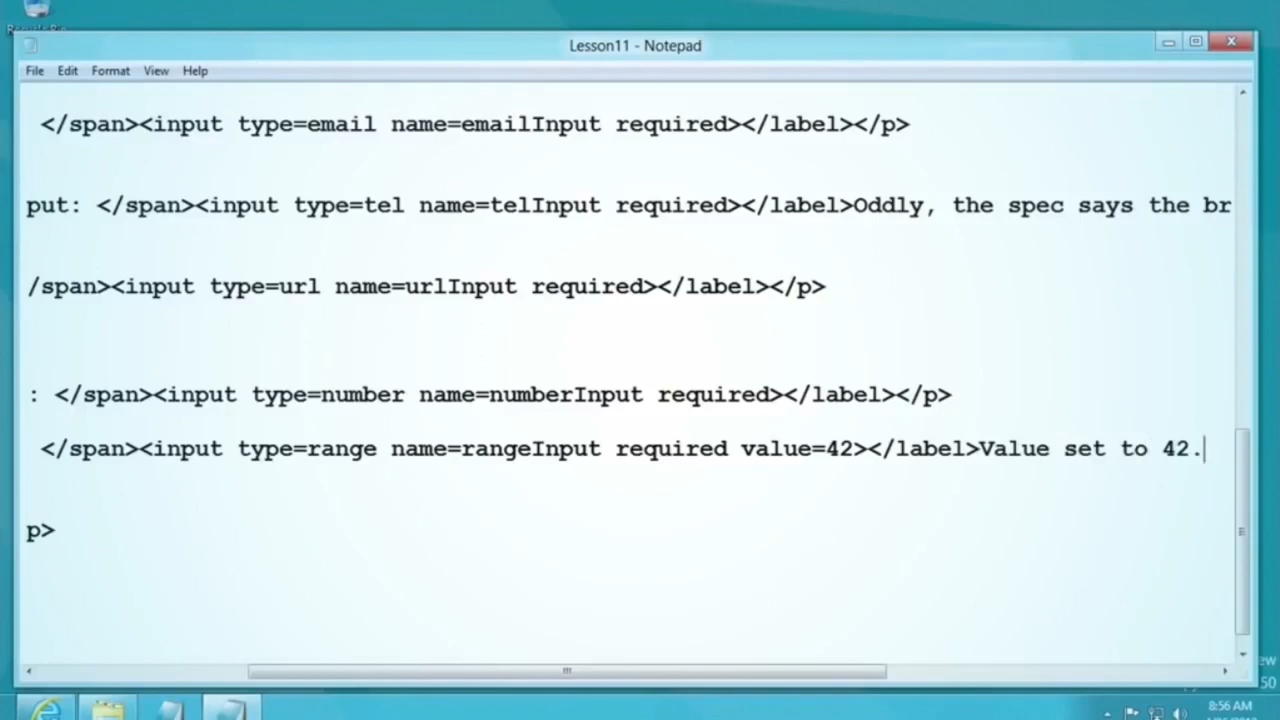 Lesson11 - Notepad
File Edit Format View Help
</span><input type=email name=emailInput required></label></p>
put: </span><input type=tel name=telInput required></label>Oddly, the spec says the br
/span><input type=url name=urlInput required></label></p>
: </span><input type=number name=numberInput required></label></p>
</span><input type=range name=rangeInput required value=42></label>Value set to 42.
p>
ew
50
8:56 AM